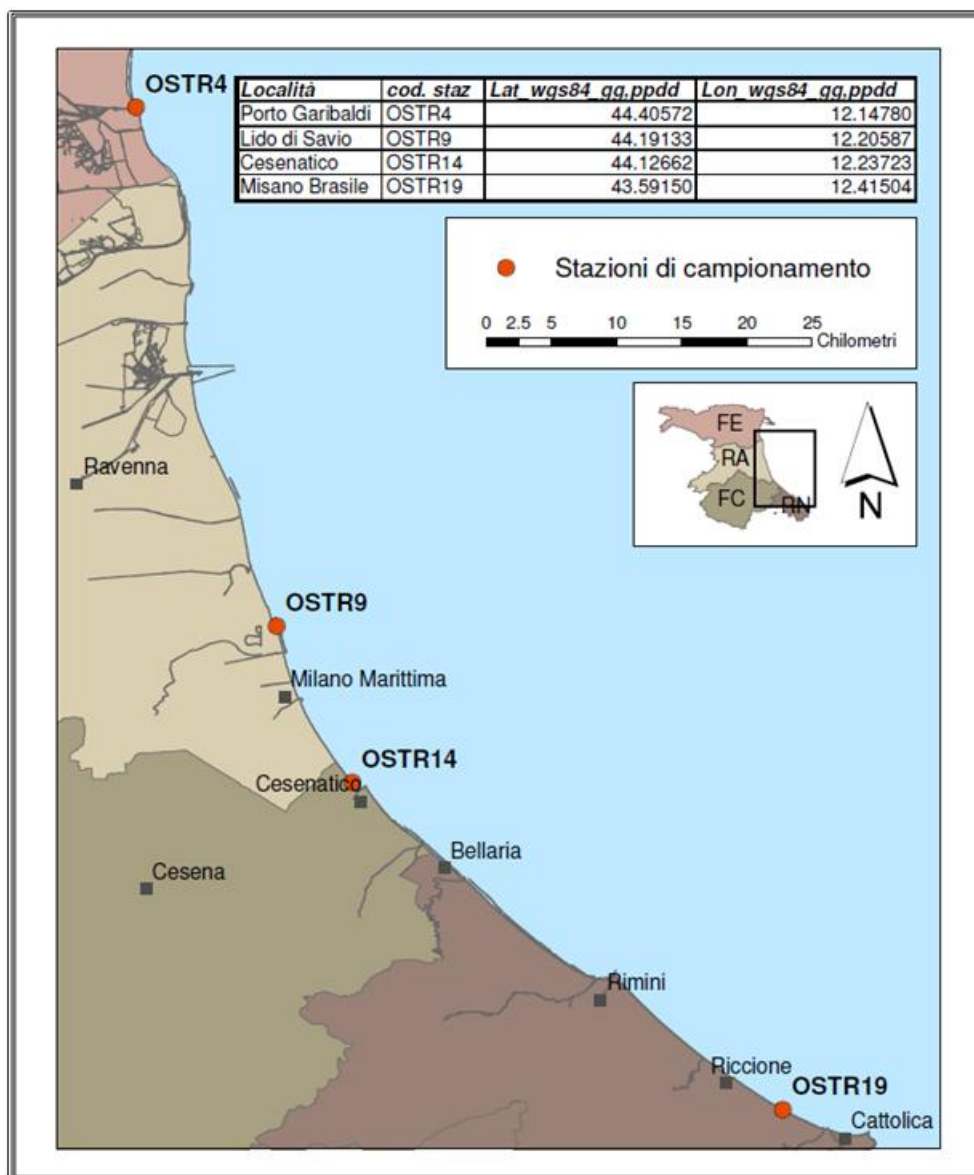 OSTR4
Località cod. staz Lat_wgs84_gg,ppdd Lon_wgs84_gg,ppdd
Porto Garibaldi OSTR4 44.40572 12.14780
Lido di Savio OSTR9 44.19133 12.20587
Cesenatico OSTR14 44.12662 12.23723
Misano Brasile OSTR19 43.59150 12.41504
Stazioni di campionamento
0 2.5 5 10 15 20 25
Chilometri
FE
RA
FC
RN
N
Ravenna
OSTR9
Milano Marittima
OSTR14
Cesenatico
Bellaria
Cesena
Rimini
Riccione
OSTR19
Cattolica